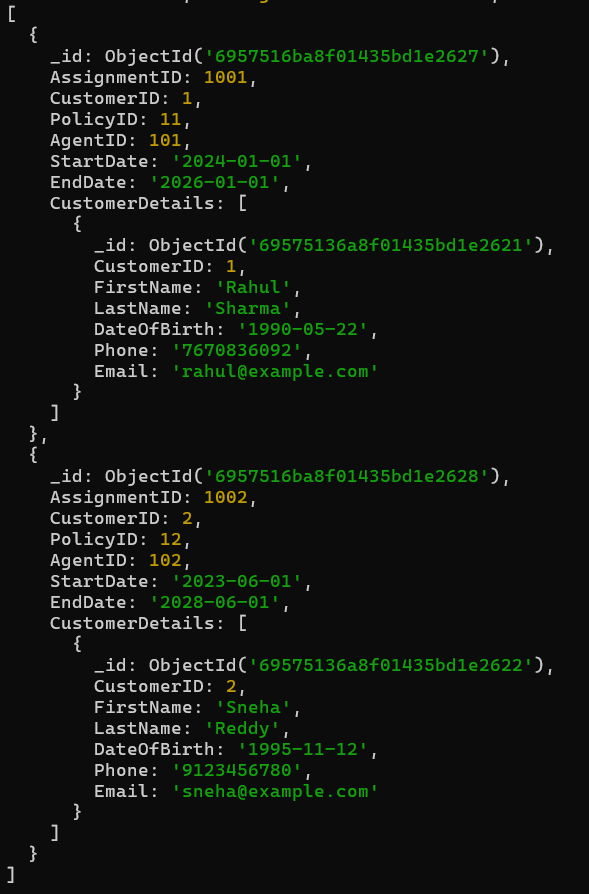 [
  {
    _id: ObjectId('6957516ba8f01435bd1e2627'),
    AssignmentID: 1001,
    CustomerID: 1,
    PolicyID: 11,
    AgentID: 101,
    StartDate: '2024-01-01',
    EndDate: '2026-01-01',
    CustomerDetails: [
      {
        _id: ObjectId('69575136a8f01435bd1e2621'),
        CustomerID: 1,
        FirstName: 'Rahul',
        LastName: 'Sharma',
        DateOfBirth: '1990-05-22',
        Phone: '7670836092',
        Email: 'rahul@example.com'
      }
    ]
  },
  {
    _id: ObjectId('6957516ba8f01435bd1e2628'),
    AssignmentID: 1002,
    CustomerID: 2,
    PolicyID: 12,
    AgentID: 102,
    StartDate: '2023-06-01',
    EndDate: '2028-06-01',
    CustomerDetails: [
      {
        _id: ObjectId('69575136a8f01435bd1e2622'),
        CustomerID: 2,
        FirstName: 'Sneha',
        LastName: 'Reddy',
        DateOfBirth: '1995-11-12',
        Phone: '9123456780',
        Email: 'sneha@example.com'
      }
    ]
  }
]